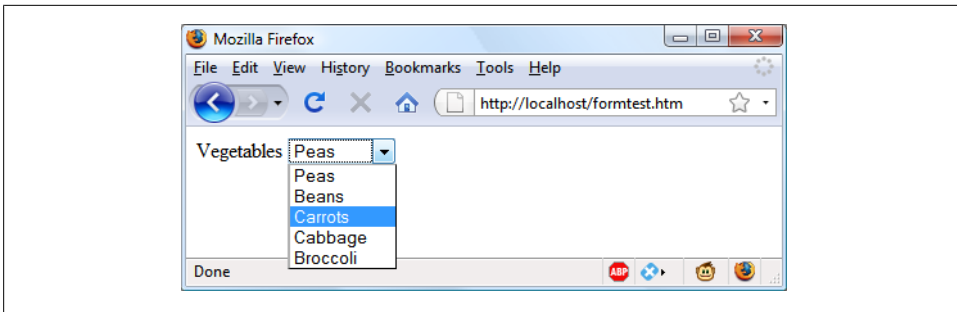 Mozilla Firefox
File Edit View History Bookmarks Tools Help
http://localhost/formtest.htm
Vegetables Peas
Peas
Beans
Carrots
Cabbage
Broccoli
Done ABP